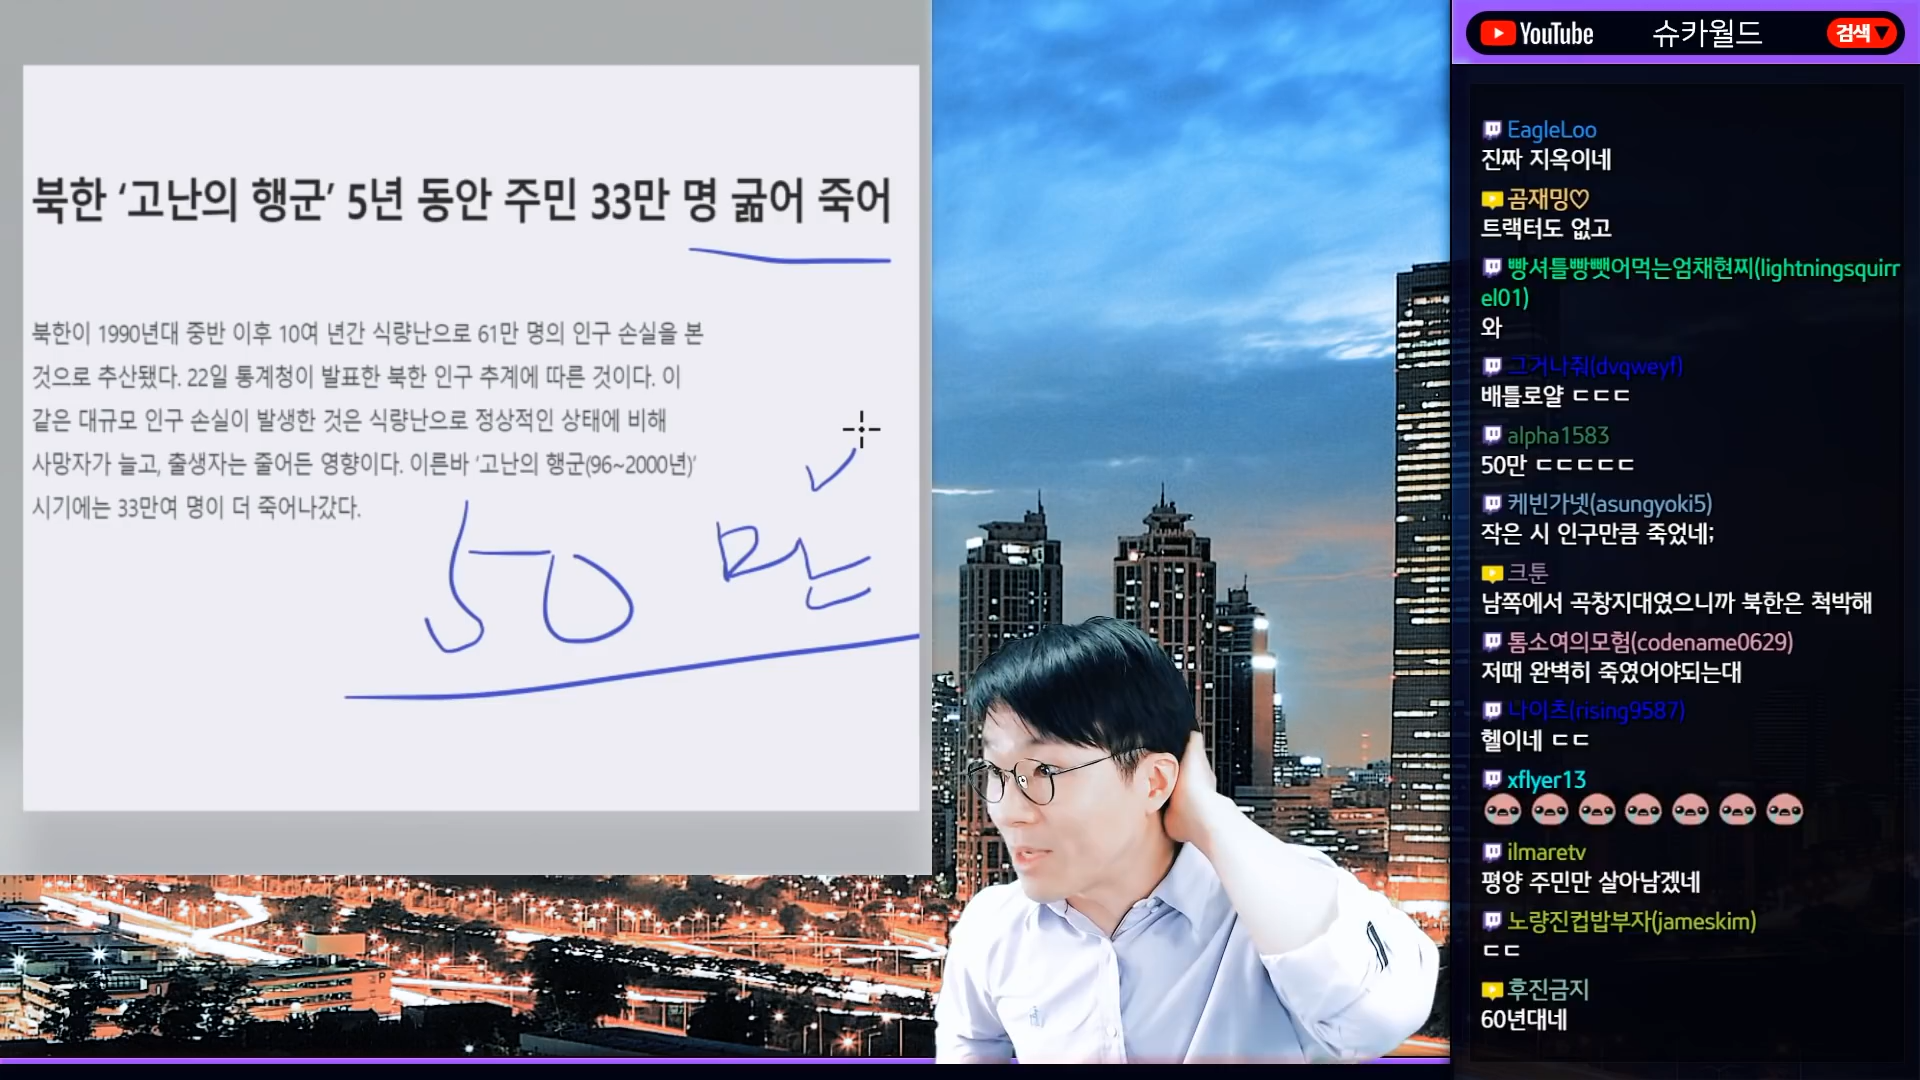 북한 ‘고난의 행군’ 5년 동안 주민 33만 명 굶어 죽어
북한이 1990년대 중반 이후 10여 년간 식량난으로 61만 명의 인구 손실을 본
것으로 추산됐다. 22일 통계청이 발표한 북한 인구 추계에 따른 것이다. 이
같은 대규모 인구 손실이 발생한 것은 식량난으로 정상적인 상태에 비해
사망자가 늘고, 출생자는 줄어든 영향이다. 이른바 ‘고난의 행군(96~2000년)’
시기에는 33만여 명이 더 죽어나갔다.
50 만
YouTube 슈카월드 검색
EagleLoo
진짜 지옥이네
곰재밍♡
트랙터도 없고
빵셔틀빵뺏어먹는엄채현찌(lightningsquirr
el01)
와
그거나줘(dvqweyf)
배틀로얄 ㄷㄷㄷ
alpha1583
50만 ㄷㄷㄷㄷㄷ
케빈가넷(asungyoki5)
작은 시 인구만큼 죽었네;
크툰
남쪽에서 곡창지대였으니까 북한은 척박해
톰소여의모험(codename0629)
저때 완벽히 죽였어야되는대
나이츠(rising9587)
헬이네 ㄷㄷ
xflyer13
ilmaretv
평양 주민만 살아남겠네
노량진컵밥부자(jameskim)
ㄷㄷ
후진금지
60년대네